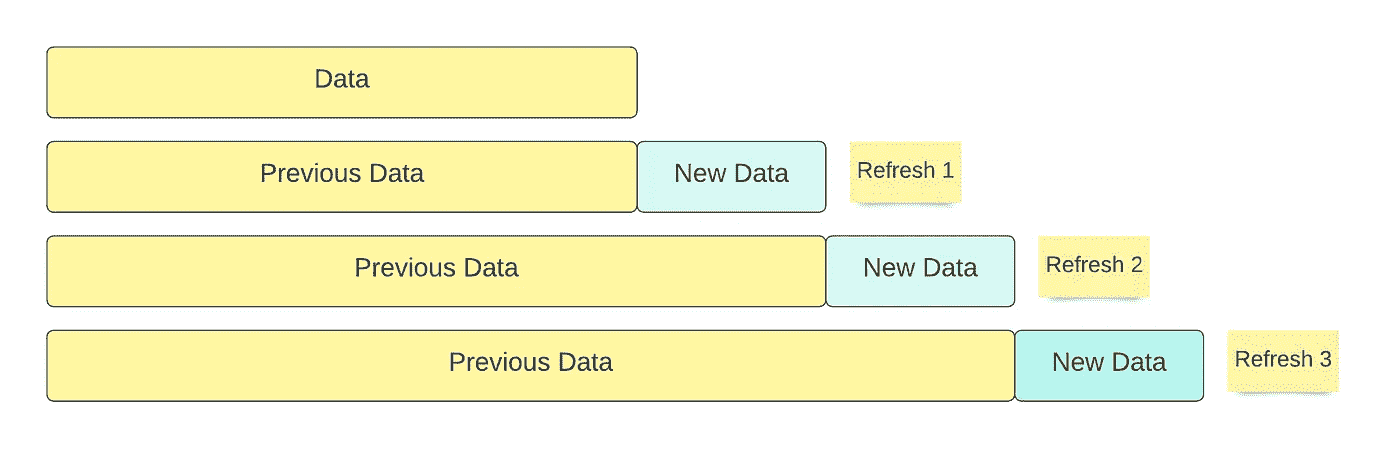 Data
Previous Data
New Data
Refresh 1
Previous Data
New Data
Refresh 2
Previous Data
New Data
Refresh 3